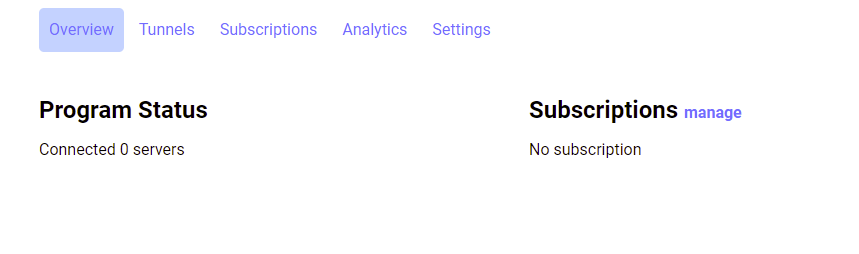 Overview Tunnels Subscriptions Analytics Settings
Program Status
Connected 0 servers
Subscriptions manage
No subscription